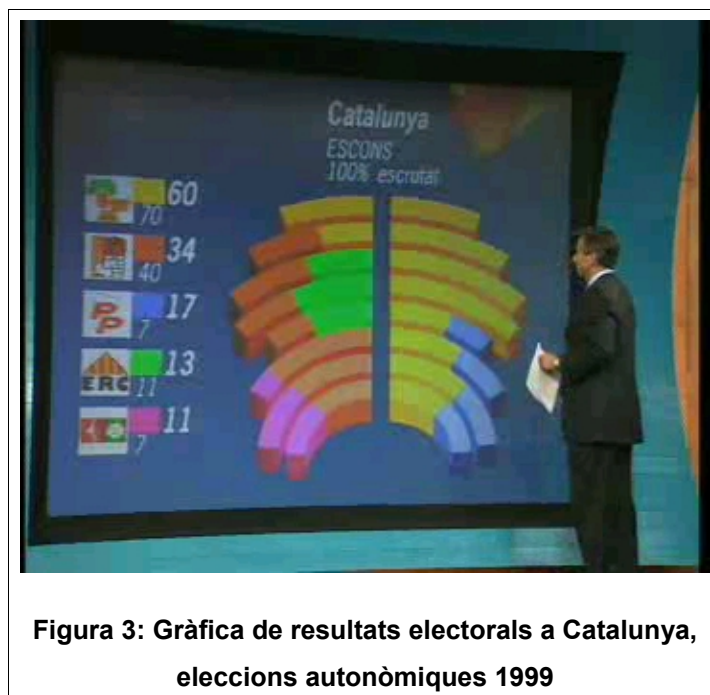 Catalunya
ESCONS
100% escrutat
60
70
34
40
PP
17
7
ERC
13
11
11
7
Figura 3: Gràfica de resultats electorals a Catalunya,
eleccions autonòmiques 1999